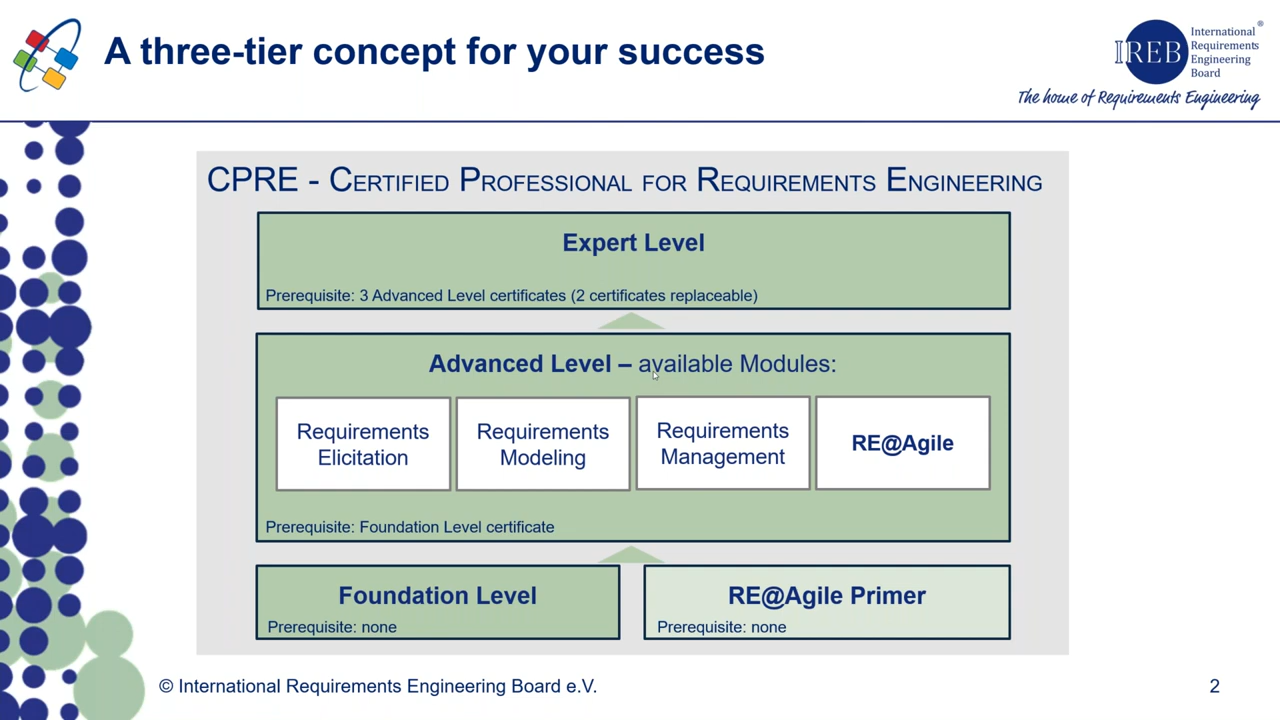 A three-tier concept for your success
IREB
International
Requirements
Engineering
Board
®
The home of Requirements Engineering
CPRE - Certified Professional for Requirements Engineering
Expert Level
Prerequisite: 3 Advanced Level certificates (2 certificates replaceable)
Advanced Level – available Modules:
Requirements
Elicitation
Requirements
Modeling
Requirements
Management
RE@Agile
Prerequisite: Foundation Level certificate
Foundation Level
Prerequisite: none
RE@Agile Primer
Prerequisite: none
© International Requirements Engineering Board e.V.
2